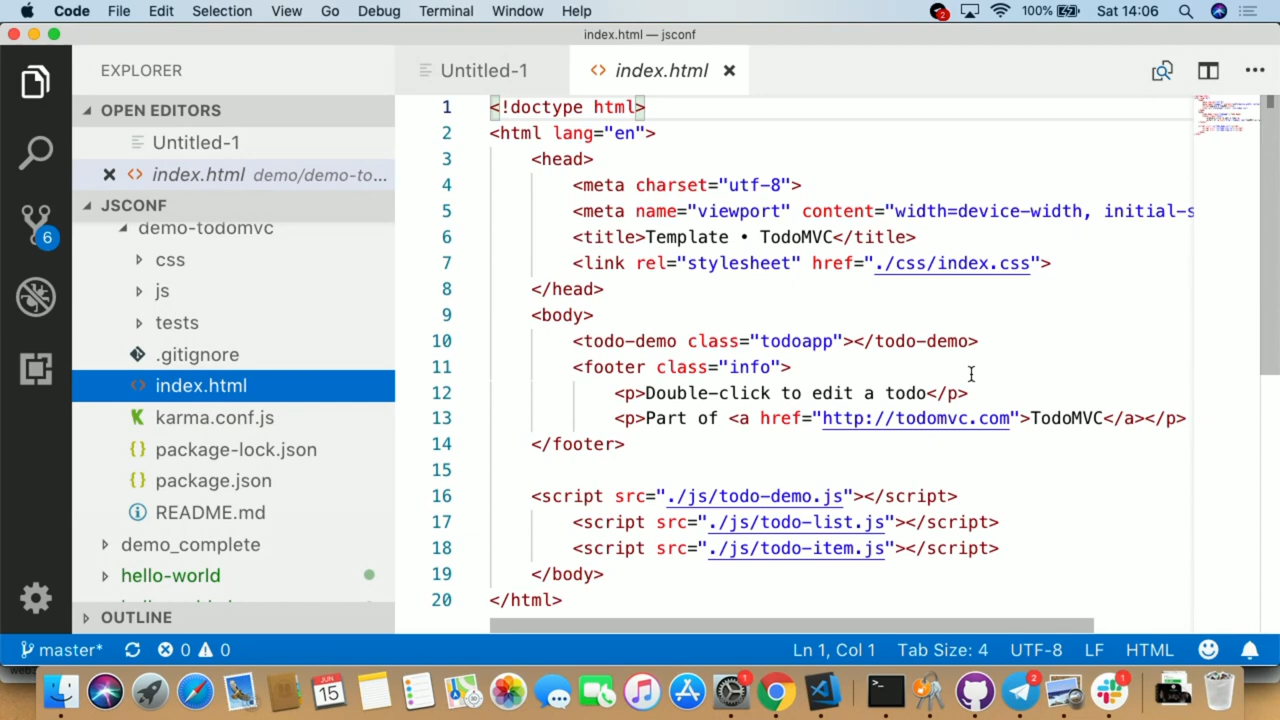 Code File Edit Selection View Go Debug Terminal Window Help
2 100% Sat 14:06
index.html — jsconf
EXPLORER
Untitled-1
index.html
OPEN EDITORS
Untitled-1
index.html demo/demo-to...
JSCONF
demo-todomvc
css
js
tests
.gitignore
index.html
karma.conf.js
package-lock.json
package.json
README.md
demo_complete
hello-world
OUTLINE
6
1 <!doctype html>
2 <html lang="en">
3 <head>
4 <meta charset="utf-8">
5 <meta name="viewport" content="width=device-width, initial-s
6 <title>Template • TodoMVC</title>
7 <link rel="stylesheet" href="./css/index.css">
8 </head>
9 <body>
10 <todo-demo class="todoapp"></todo-demo>
11 <footer class="info">
12 <p>Double-click to edit a todo</p>
13 <p>Part of <a href="http://todomvc.com">TodoMVC</a></p>
14 </footer>
15
16 <script src="./js/todo-demo.js"></script>
17 <script src="./js/todo-list.js"></script>
18 <script src="./js/todo-item.js"></script>
19 </body>
20 </html>
master* 0 0 Ln 1, Col 1 Tab Size: 4 UTF-8 LF HTML
JUN
15
1
2
1